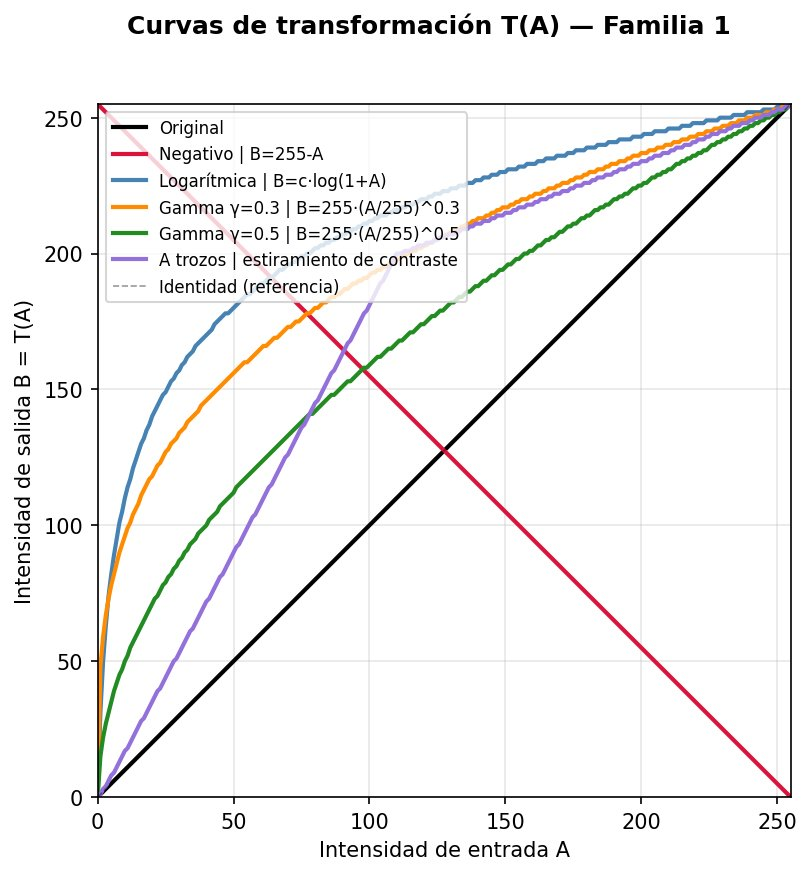 Curvas de transformación T(A) — Familia 1
Intensidad de salida B = T(A)
250
200
150
100
50
0
Original
Negativo | B=255-A
Logarítmica | B=c·log(1+A)
Gamma γ=0.3 | B=255·(A/255)^0.3
Gamma γ=0.5 | B=255·(A/255)^0.5
A trozos | estiramiento de contraste
Identidad (referencia)
0 50 100 150 200 250
Intensidad de entrada A